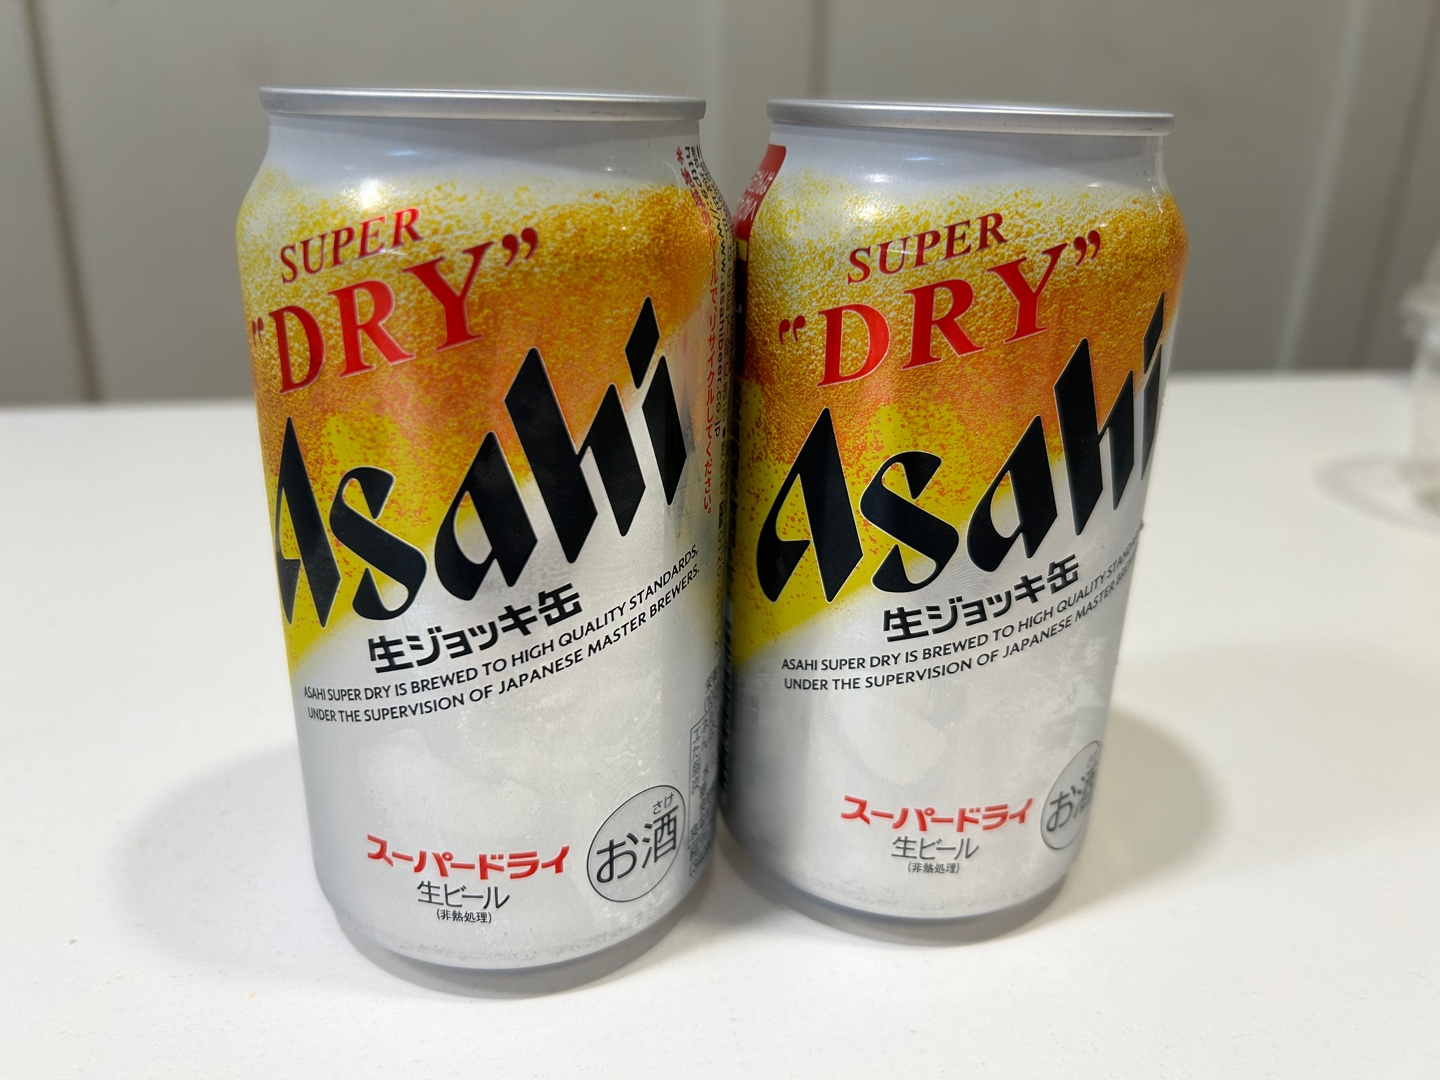 SUPER
"DRY"
Asahi
生ジョッキ缶
ASAHI SUPER DRY IS BREWED TO HIGH QUALITY STANDARDS,
UNDER THE SUPERVISION OF JAPANESE MASTER BREWERS.
スーパードライ
生ビール
(非熱処理)
さけ
お酒
SUPER
"DRY"
Asahi
生ジョッキ缶
ASAHI SUPER DRY IS BREWED TO HIGH QUALITY STANDARDS
UNDER THE SUPERVISION OF JAPANESE MASTER
スーパードライ
生ビール
(非熱処理)
お酒